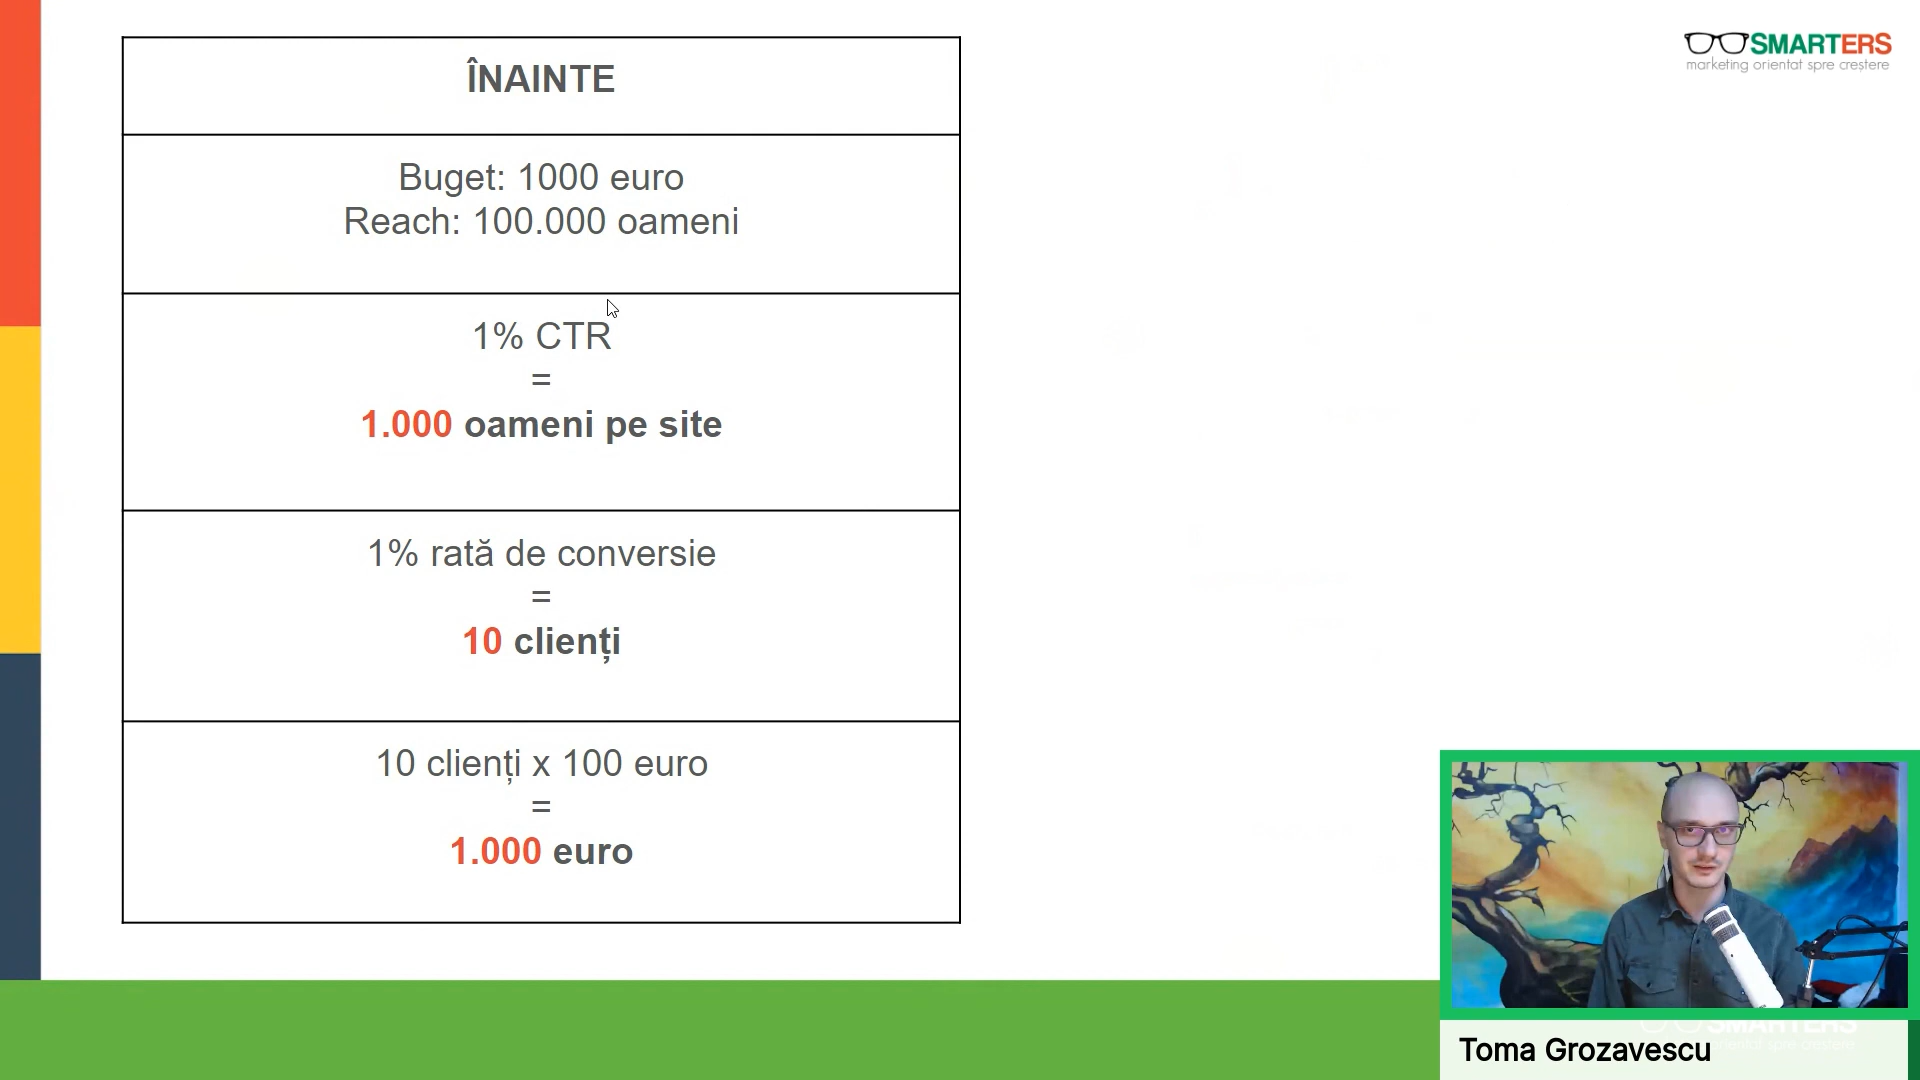 ÎNAINTE
Buget: 1000 euro
Reach: 100.000 oameni
1% CTR
=
1.000 oameni pe site
1% rată de conversie
=
10 clienți
10 clienți x 100 euro
=
1.000 euro
SMARTERS
marketing orientat spre creștere
SMARTERS
Toma Grozavescu